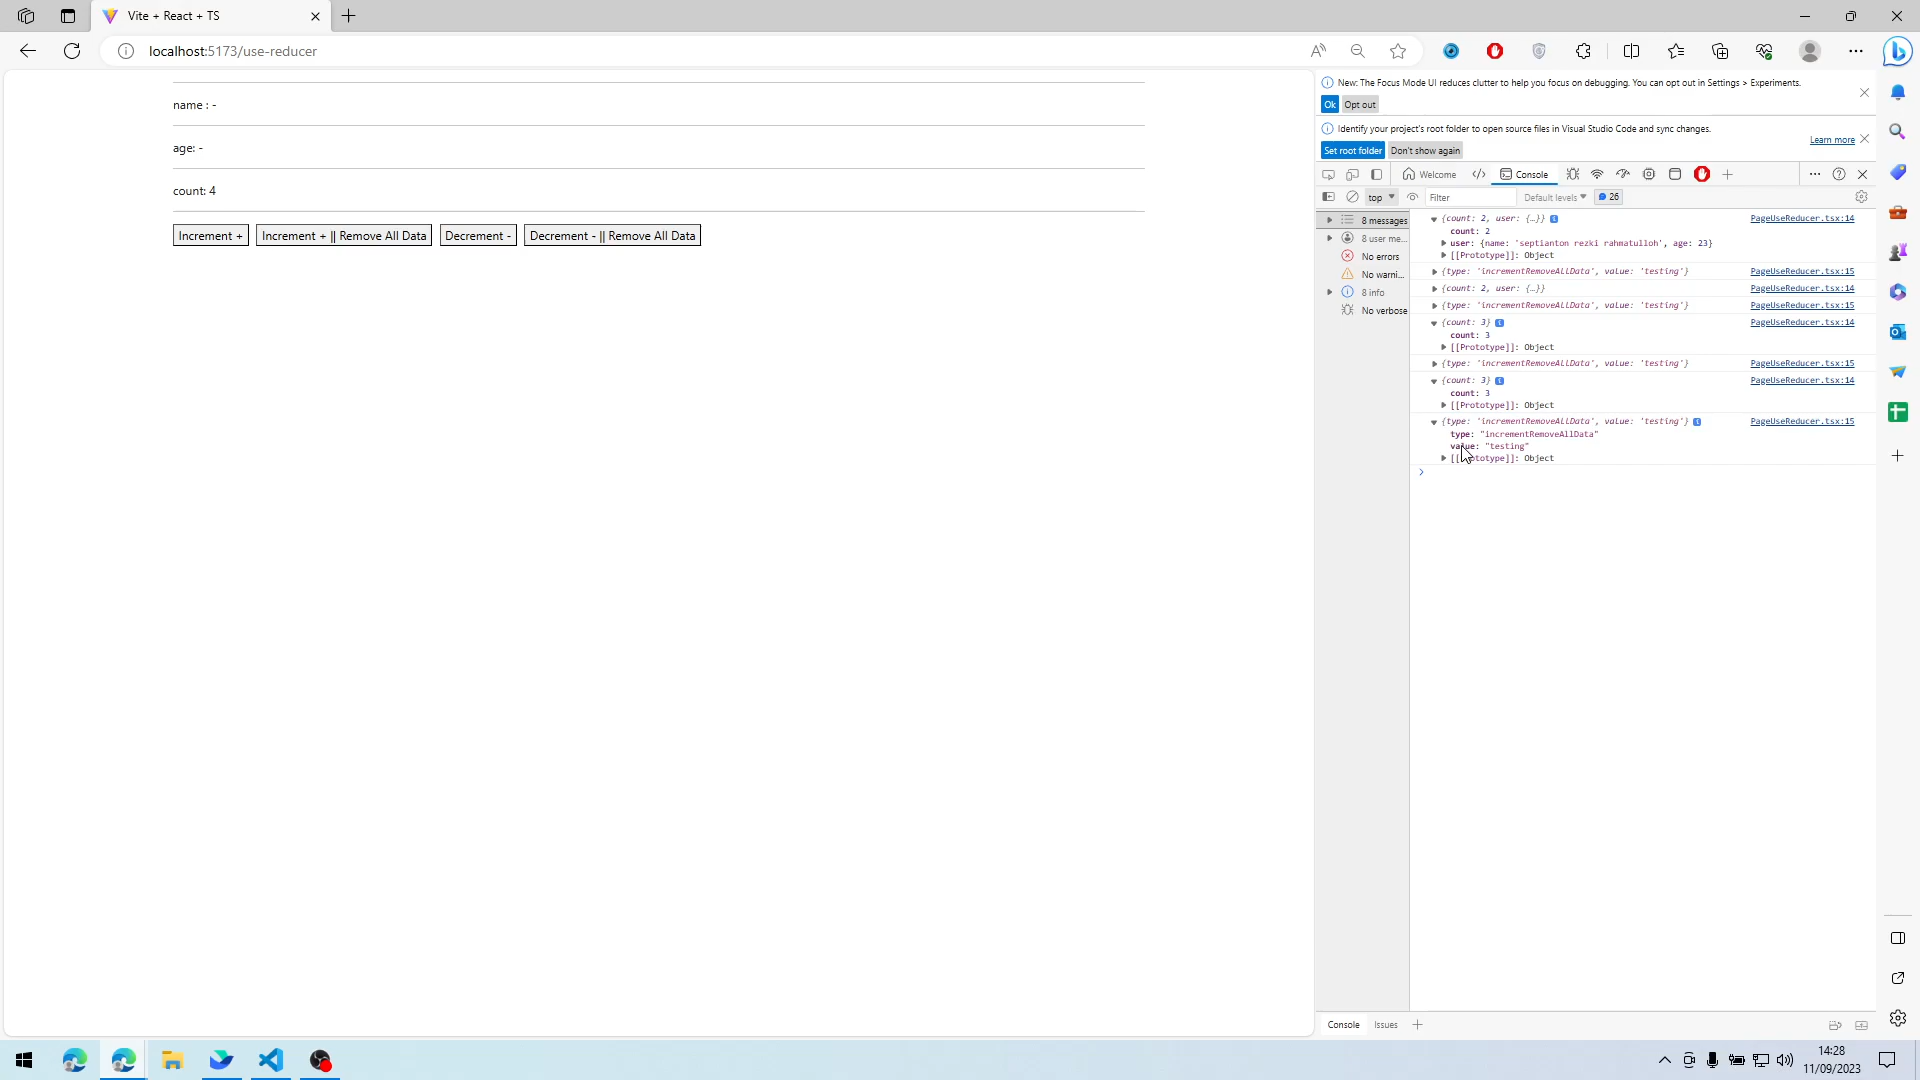 Vite + React + TS
localhost:5173/use-reducer
name : -
age: -
count: 4
Increment +
Increment + || Remove All Data
Decrement -
Decrement - || Remove All Data
New: The Focus Mode UI reduces clutter to help you focus on debugging. You can opt out in Settings > Experiments.
Ok
Opt out
Identify your project's root folder to open source files in Visual Studio Code and sync changes.
Learn more
Set root folder
Don't show again
Welcome
Console
top
Filter
Default levels
26
8 messages
8 user me...
No errors
No warni...
8 info
No verbose
{count: 2, user: {…}} PageUseReducer.tsx:14
count: 2
user: {name: 'septianton rezki rahmatulloh', age: 23}
[[Prototype]]: Object
{type: 'incrementRemoveAllData', value: 'testing'} PageUseReducer.tsx:15
{count: 2, user: {…}} PageUseReducer.tsx:14
{type: 'incrementRemoveAllData', value: 'testing'} PageUseReducer.tsx:15
{count: 3} PageUseReducer.tsx:14
count: 3
[[Prototype]]: Object
{type: 'incrementRemoveAllData', value: 'testing'} PageUseReducer.tsx:15
{count: 3} PageUseReducer.tsx:14
count: 3
[[Prototype]]: Object
{type: 'incrementRemoveAllData', value: 'testing'} PageUseReducer.tsx:15
type: "incrementRemoveAllData"
value: "testing"
[[Prototype]]: Object
Console
Issues
14:28
11/09/2023